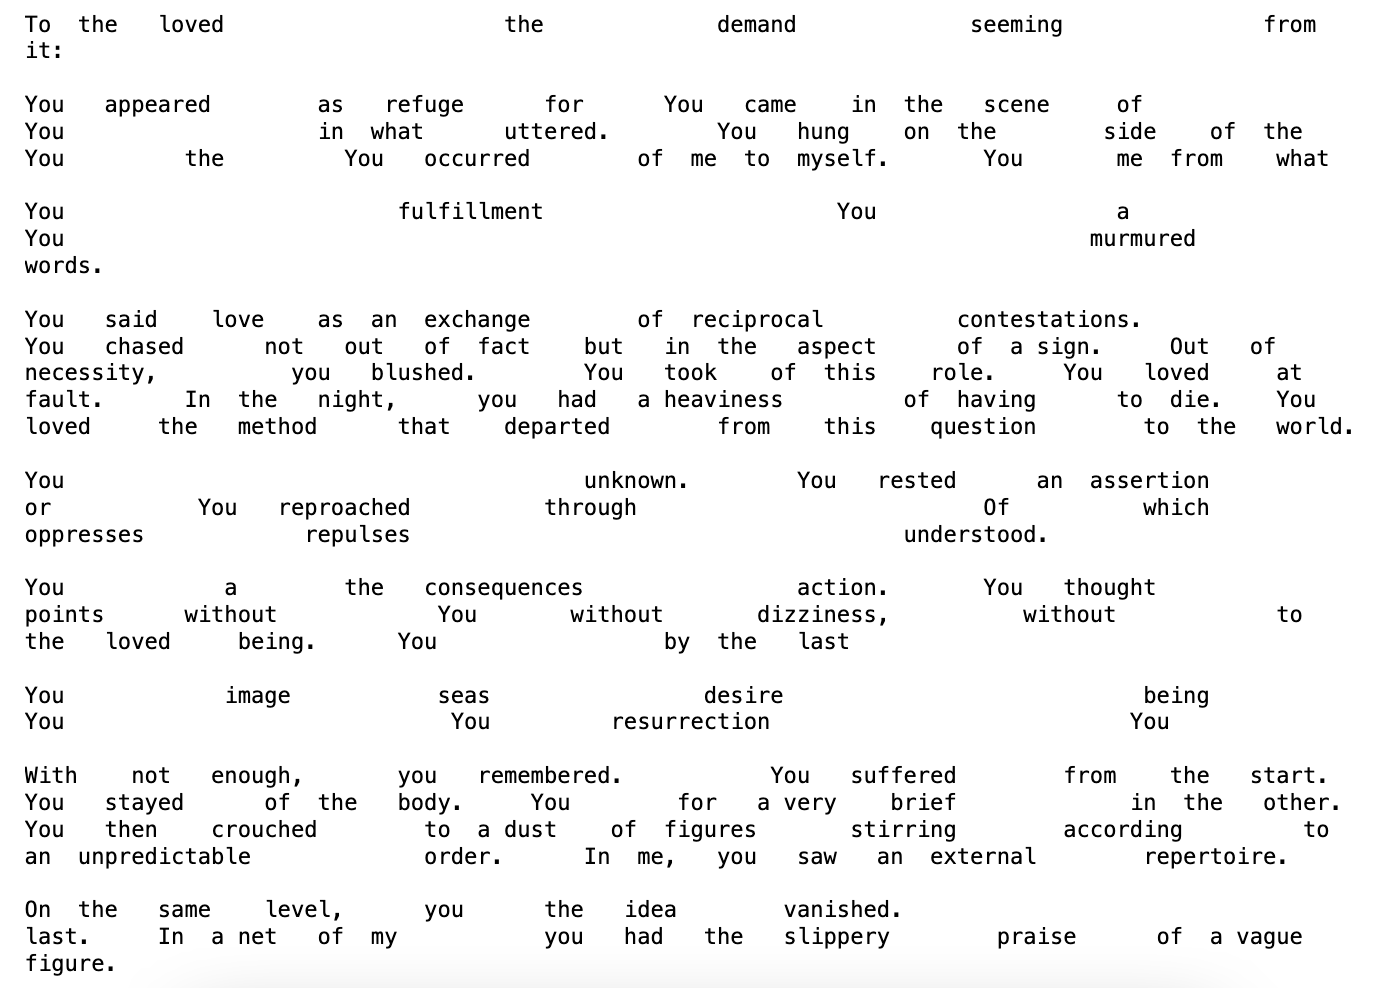 To the loved the demand seeming from
it:
You appeared as refuge for You came in the scene of
You in what uttered. You hung on the side of the
You the You occurred of me to myself. You me from what
You fulfillment You a
You murmured
words.
You said love as an exchange of reciprocal contestations.
You chased not out of fact but in the aspect of a sign. Out of
necessity, you blushed. You took of this role. You loved at
fault. In the night, you had a heaviness of having to die. You
loved the method that departed from this question to the world.
You unknown. You rested an assertion
or You reproached through Of which
oppresses repulses understood.
You a the consequences action. You thought
points without You without dizziness, without to
the loved being. You by the last
You image seas desire being
You You resurrection You
With not enough, you remembered. You suffered from the start.
You stayed of the body. You for a very brief in the other.
You then crouched to a dust of figures stirring according to
an unpredictable order. In me, you saw an external repertoire.
On the same level, you the idea vanished.
last. In a net of my you had the slippery praise of a vague
figure.